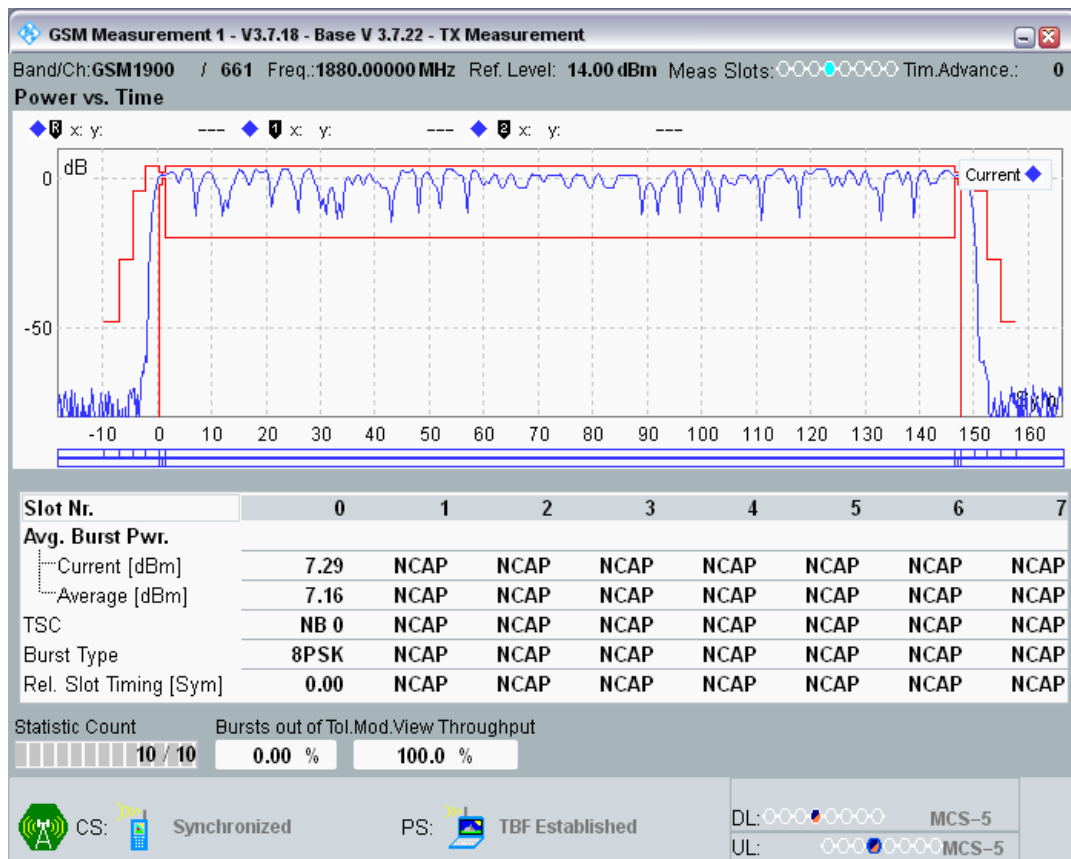 GSM Measurement 1 - V3.7.18 - Base V 3.7.22 - TX Measurement
Band/Ch:GSM1900 / 661 Freq.:1880.00000 MHz Ref. Level: 14.00 dBm Meas Slots: Tim.Advance.: 0
Power vs. Time
R x: y: --- 1 x: y: --- 2 x: y: ---
dB
Current
0
-50
-10 0 10 20 30 40 50 60 70 80 90 100 110 120 130 140 150 160
Slot Nr. 0 1 2 3 4 5 6 7
Avg. Burst Pwr.
Current [dBm] 7.29 NCAP NCAP NCAP NCAP NCAP NCAP NCAP
Average [dBm] 7.16 NCAP NCAP NCAP NCAP NCAP NCAP NCAP
TSC NB 0 NCAP NCAP NCAP NCAP NCAP NCAP NCAP
Burst Type 8PSK NCAP NCAP NCAP NCAP NCAP NCAP NCAP
Rel. Slot Timing [Sym] 0.00 NCAP NCAP NCAP NCAP NCAP NCAP NCAP
Statistic Count Bursts out of Tol.Mod.View Throughput
10 / 10 0.00 % 100.0 %
CS: Synchronized PS: TBF Established
DL: MCS-5
UL: MCS-5